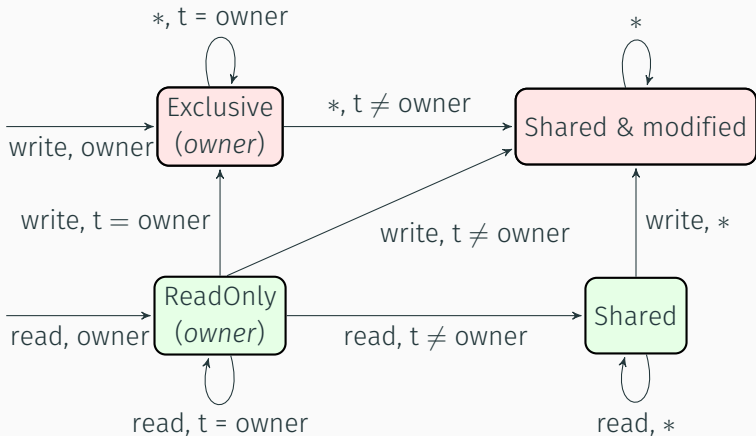 ∗, t = owner
∗
Exclusive
(owner)
∗, t ≠ owner
Shared & modified
write, owner
write, t = owner
write, t ≠ owner
write, ∗
ReadOnly
(owner)
Shared
read, owner
read, t ≠ owner
read, t = owner
read, ∗